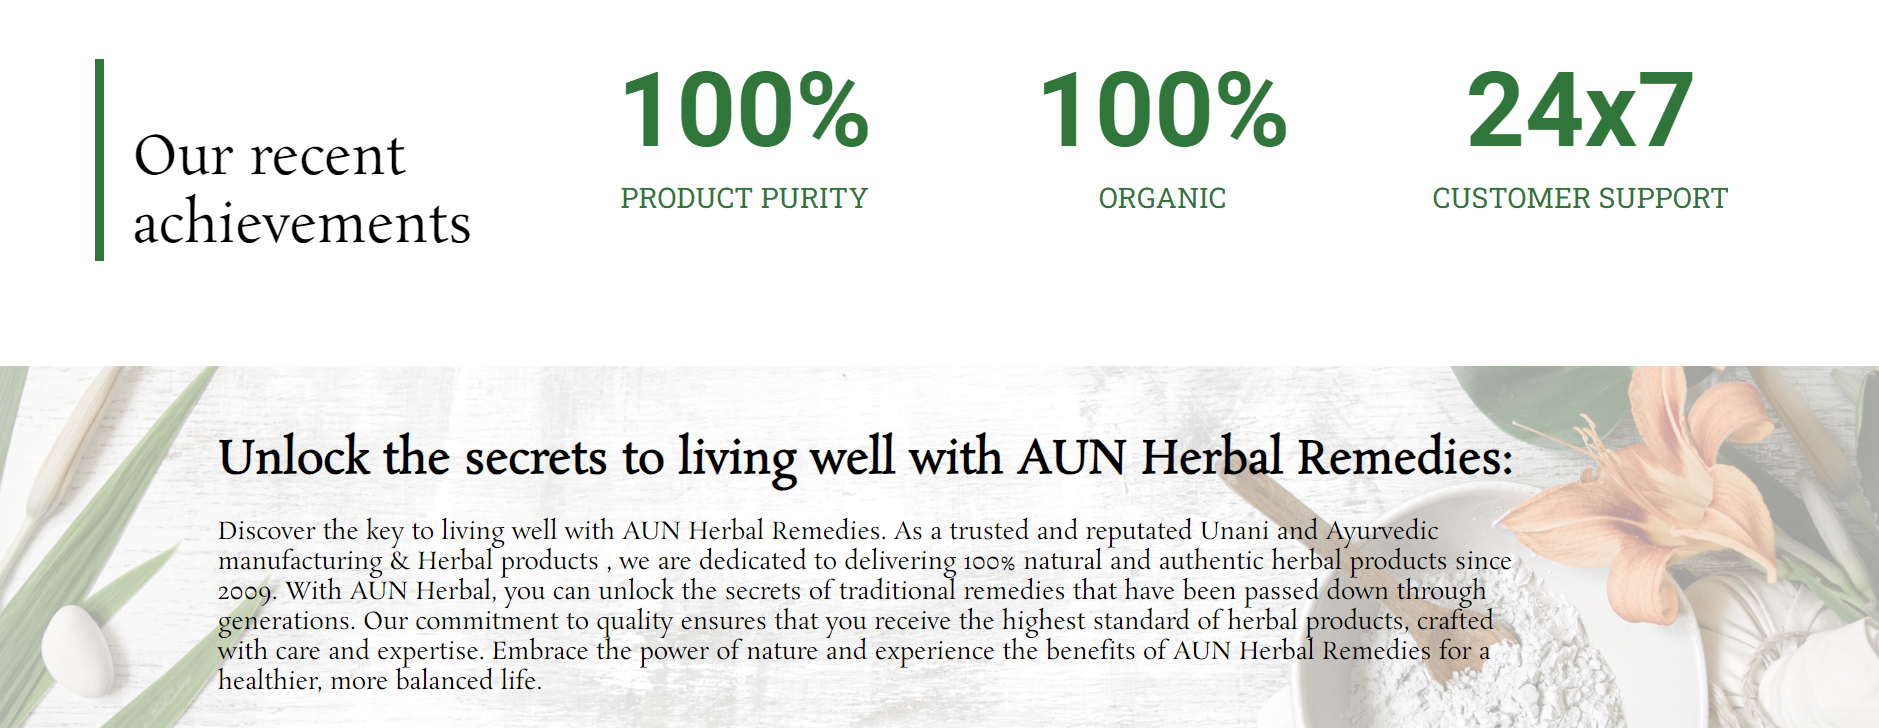 Our recent
achievements
100%
PRODUCT PURITY
100%
ORGANIC
24x7
CUSTOMER SUPPORT
Unlock the secrets to living well with AUN Herbal Remedies:
Discover the key to living well with AUN Herbal Remedies. As a trusted and reputated Unani and Ayurvedic
manufacturing & Herbal products , we are dedicated to delivering 100% natural and authentic herbal products since
2009. With AUN Herbal, you can unlock the secrets of traditional remedies that have been passed down through
generations. Our commitment to quality ensures that you receive the highest standard of herbal products, crafted
with care and expertise. Embrace the power of nature and experience the benefits of AUN Herbal Remedies for a
healthier, more balanced life.